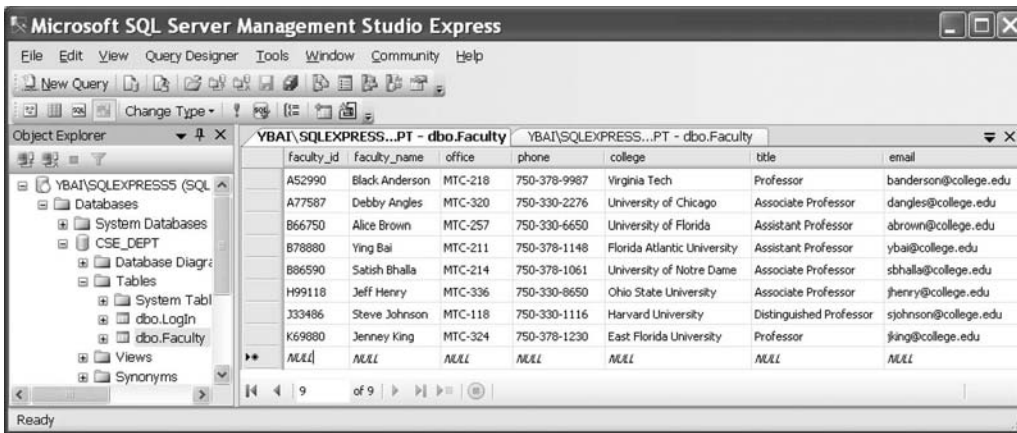 Microsoft SQL Server Management Studio Express
File Edit View Query Designer Tools Window Community Help
New Query
Change Type
Object Explorer
YBAI\SQLEXPRESS5 (SQL
Databases
System Databases
CSE_DEPT
Database Diagra
Tables
System Tabl
dbo.LogIn
dbo.Faculty
Views
Synonyms
YBAI\SQLEXPRESS...PT - dbo.Faculty YBAI\SQLEXPRESS...PT - dbo.Faculty
faculty_id faculty_name office phone college title email
A52990 Black Anderson MTC-218 750-378-9987 Virginia Tech Professor banderson@college.edu
A77587 Debby Angles MTC-320 750-330-2276 University of Chicago Associate Professor dangles@college.edu
B66750 Alice Brown MTC-257 750-330-6650 University of Florida Assistant Professor abrown@college.edu
B78880 Ying Bai MTC-211 750-378-1148 Florida Atlantic University Assistant Professor ybai@college.edu
B86590 Satish Bhalla MTC-214 750-378-1061 University of Notre Dame Associate Professor sbhalla@college.edu
H99118 Jeff Henry MTC-336 750-330-8650 Ohio State University Associate Professor jhenry@college.edu
J33486 Steve Johnson MTC-118 750-330-1116 Harvard University Distinguished Professor sjohnson@college.edu
K69880 Jenney King MTC-324 750-378-1230 East Florida University Professor jking@college.edu
NULL NULL NULL NULL NULL NULL NULL
9 of 9
Ready